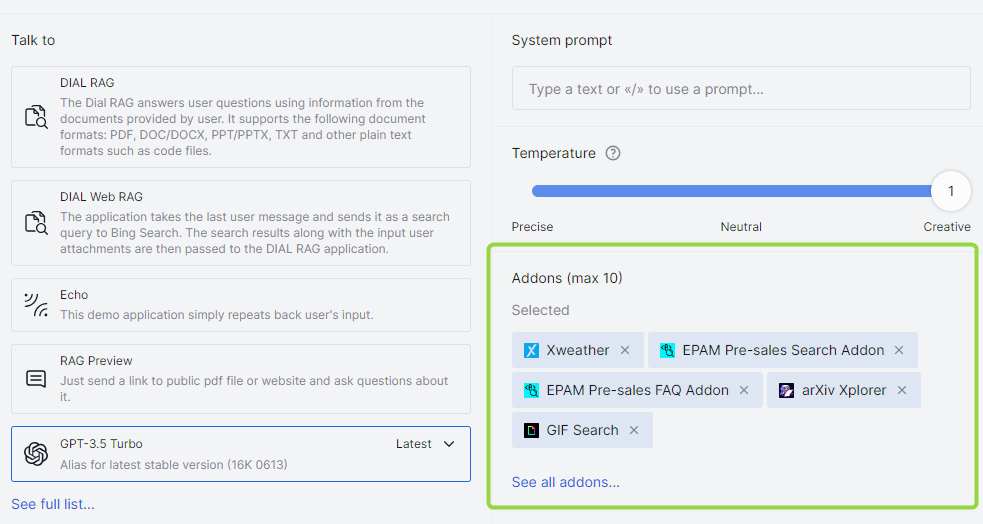 Talk to
DIAL RAG
The Dial RAG answers user questions using information from the
documents provided by user. It supports the following document
formats: PDF, DOC/DOCX, PPT/PPTX, TXT and other plain text
formats such as code files.
DIAL Web RAG
The application takes the last user message and sends it as a search
query to Bing Search. The search results along with the input user
attachments are then passed to the DIAL RAG application.
Echo
This demo application simply repeats back user's input.
RAG Preview
Just send a link to public pdf file or website and ask questions about
it.
GPT-3.5 Turbo Latest
Alias for latest stable version (16K 0613)
See full list...
System prompt
Type a text or «/» to use a prompt...
Temperature ?
1
Precise Neutral Creative
Addons (max 10)
Selected
Xweather EPAM Pre-sales Search Addon
EPAM Pre-sales FAQ Addon arXiv Xplorer
GIF Search
See all addons...